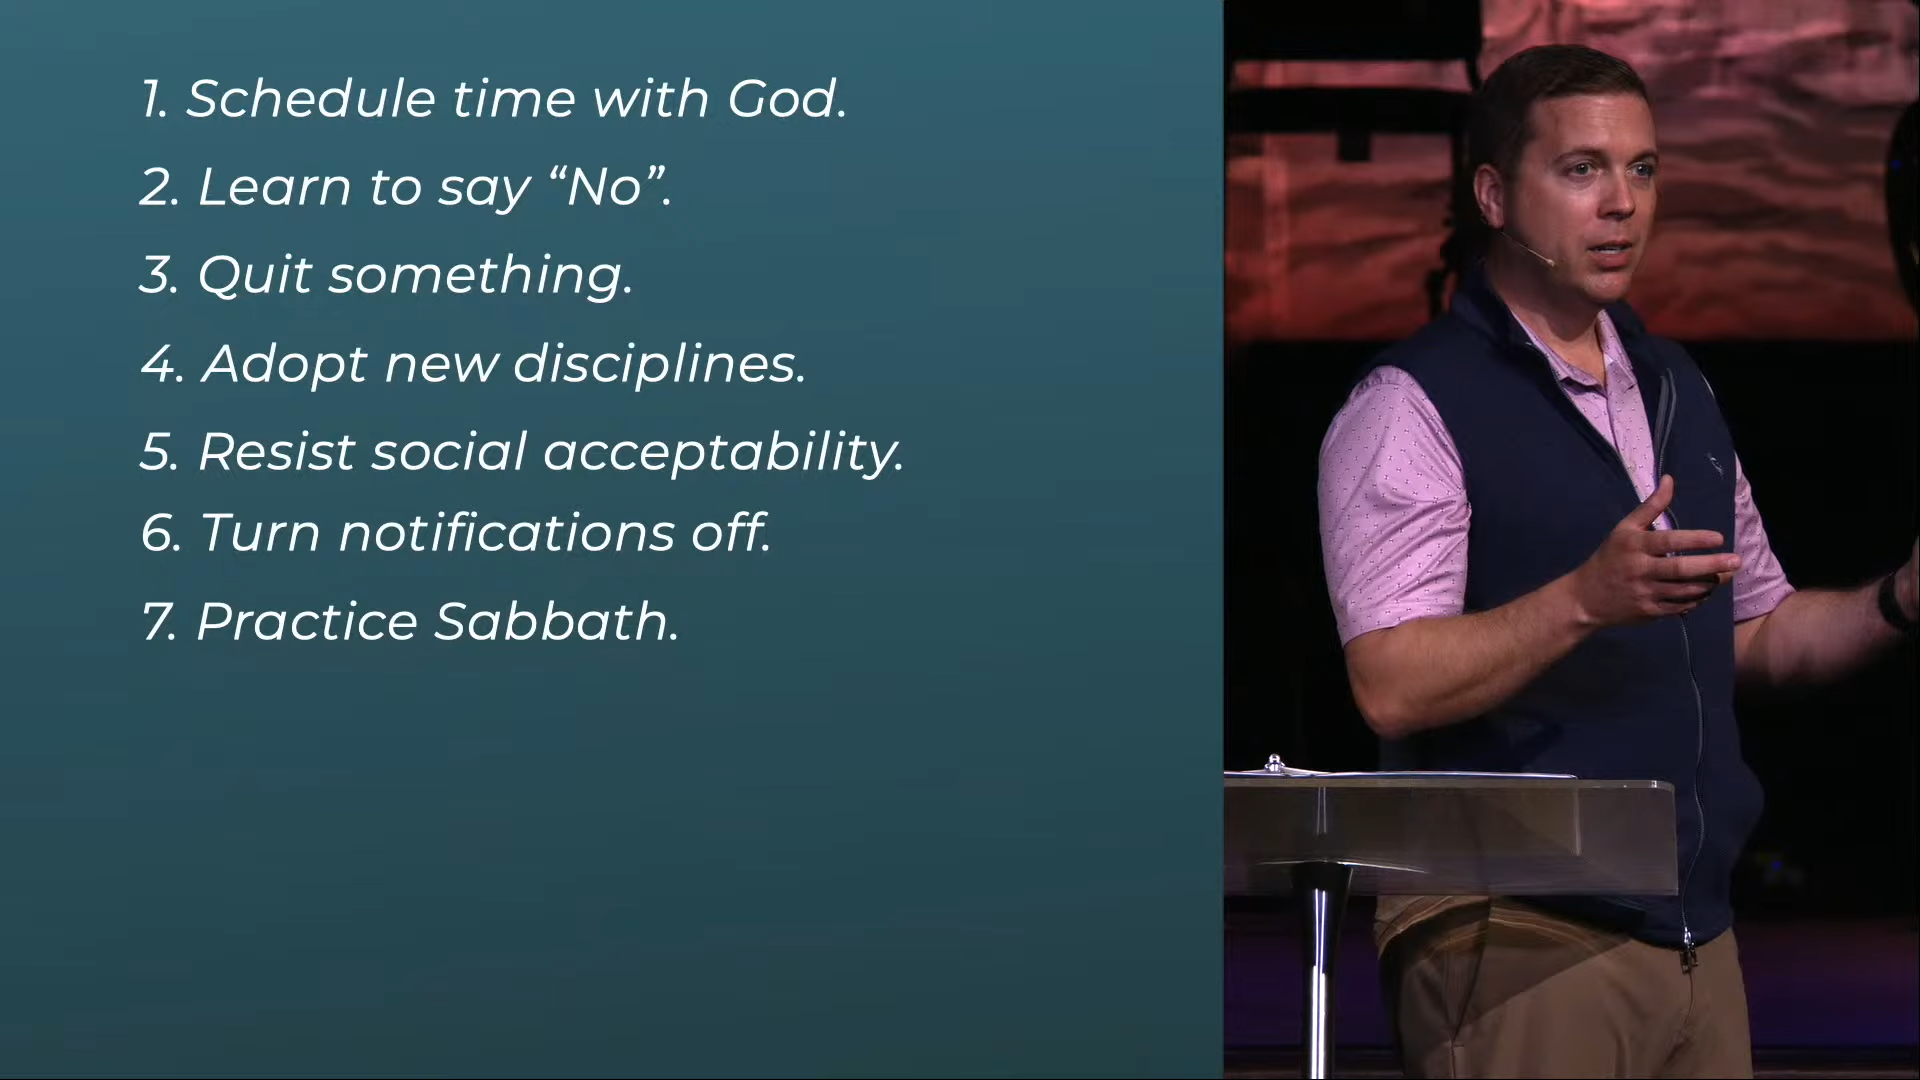 1. Schedule time with God.
2. Learn to say “No”.
3. Quit something.
4. Adopt new disciplines.
5. Resist social acceptability.
6. Turn notifications off.
7. Practice Sabbath.